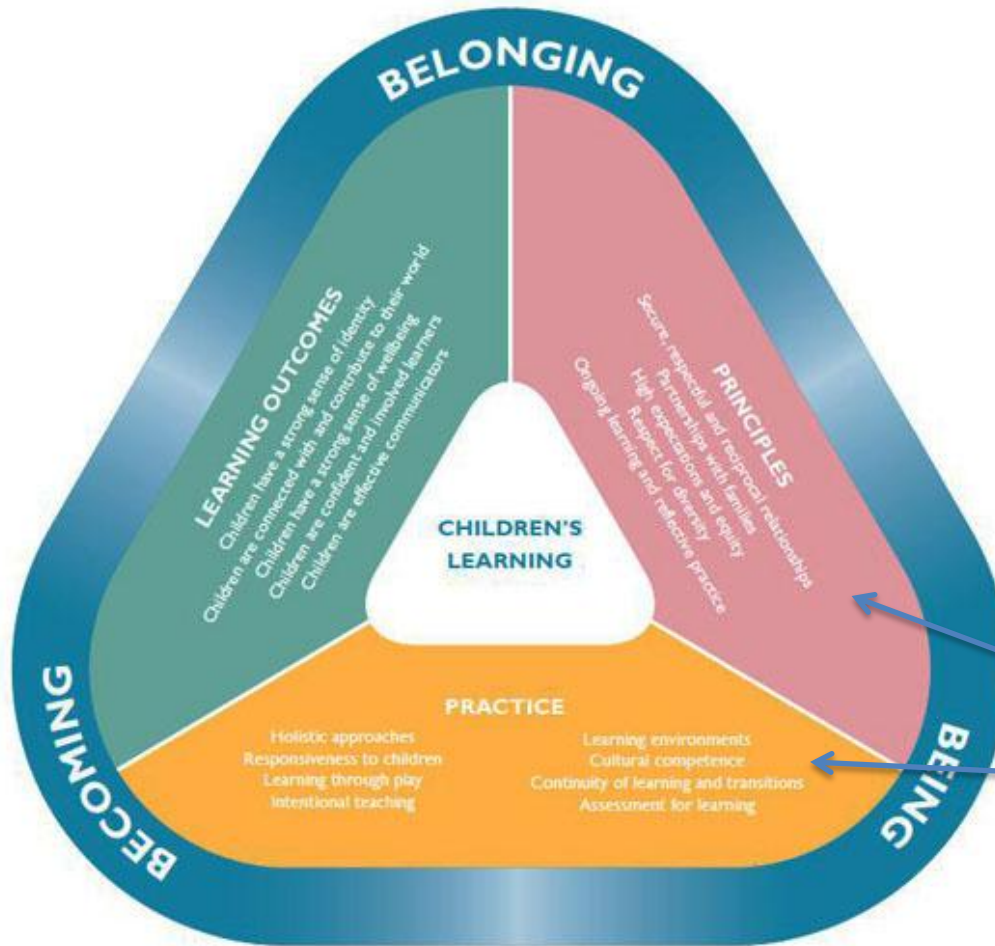 BELONGING
LEARNING OUTCOMES
Children have a strong sense of identity
Children are connected with and contribute to their world
Children have a strong sense of wellbeing
Children are confident and involved learners
Children are effective communicators
PRINCIPLES
Secure, respectful and reciprocal relationships
Partnerships with families
High expectations and equity
Respect for diversity
Ongoing learning and reflective practice
CHILDREN'S
LEARNING
PRACTICE
Holistic approaches
Responsiveness to children
Learning through play
Intentional teaching
Learning environments
Cultural competence
Continuity of learning and transitions
Assessment for learning
BECOMING
BEING